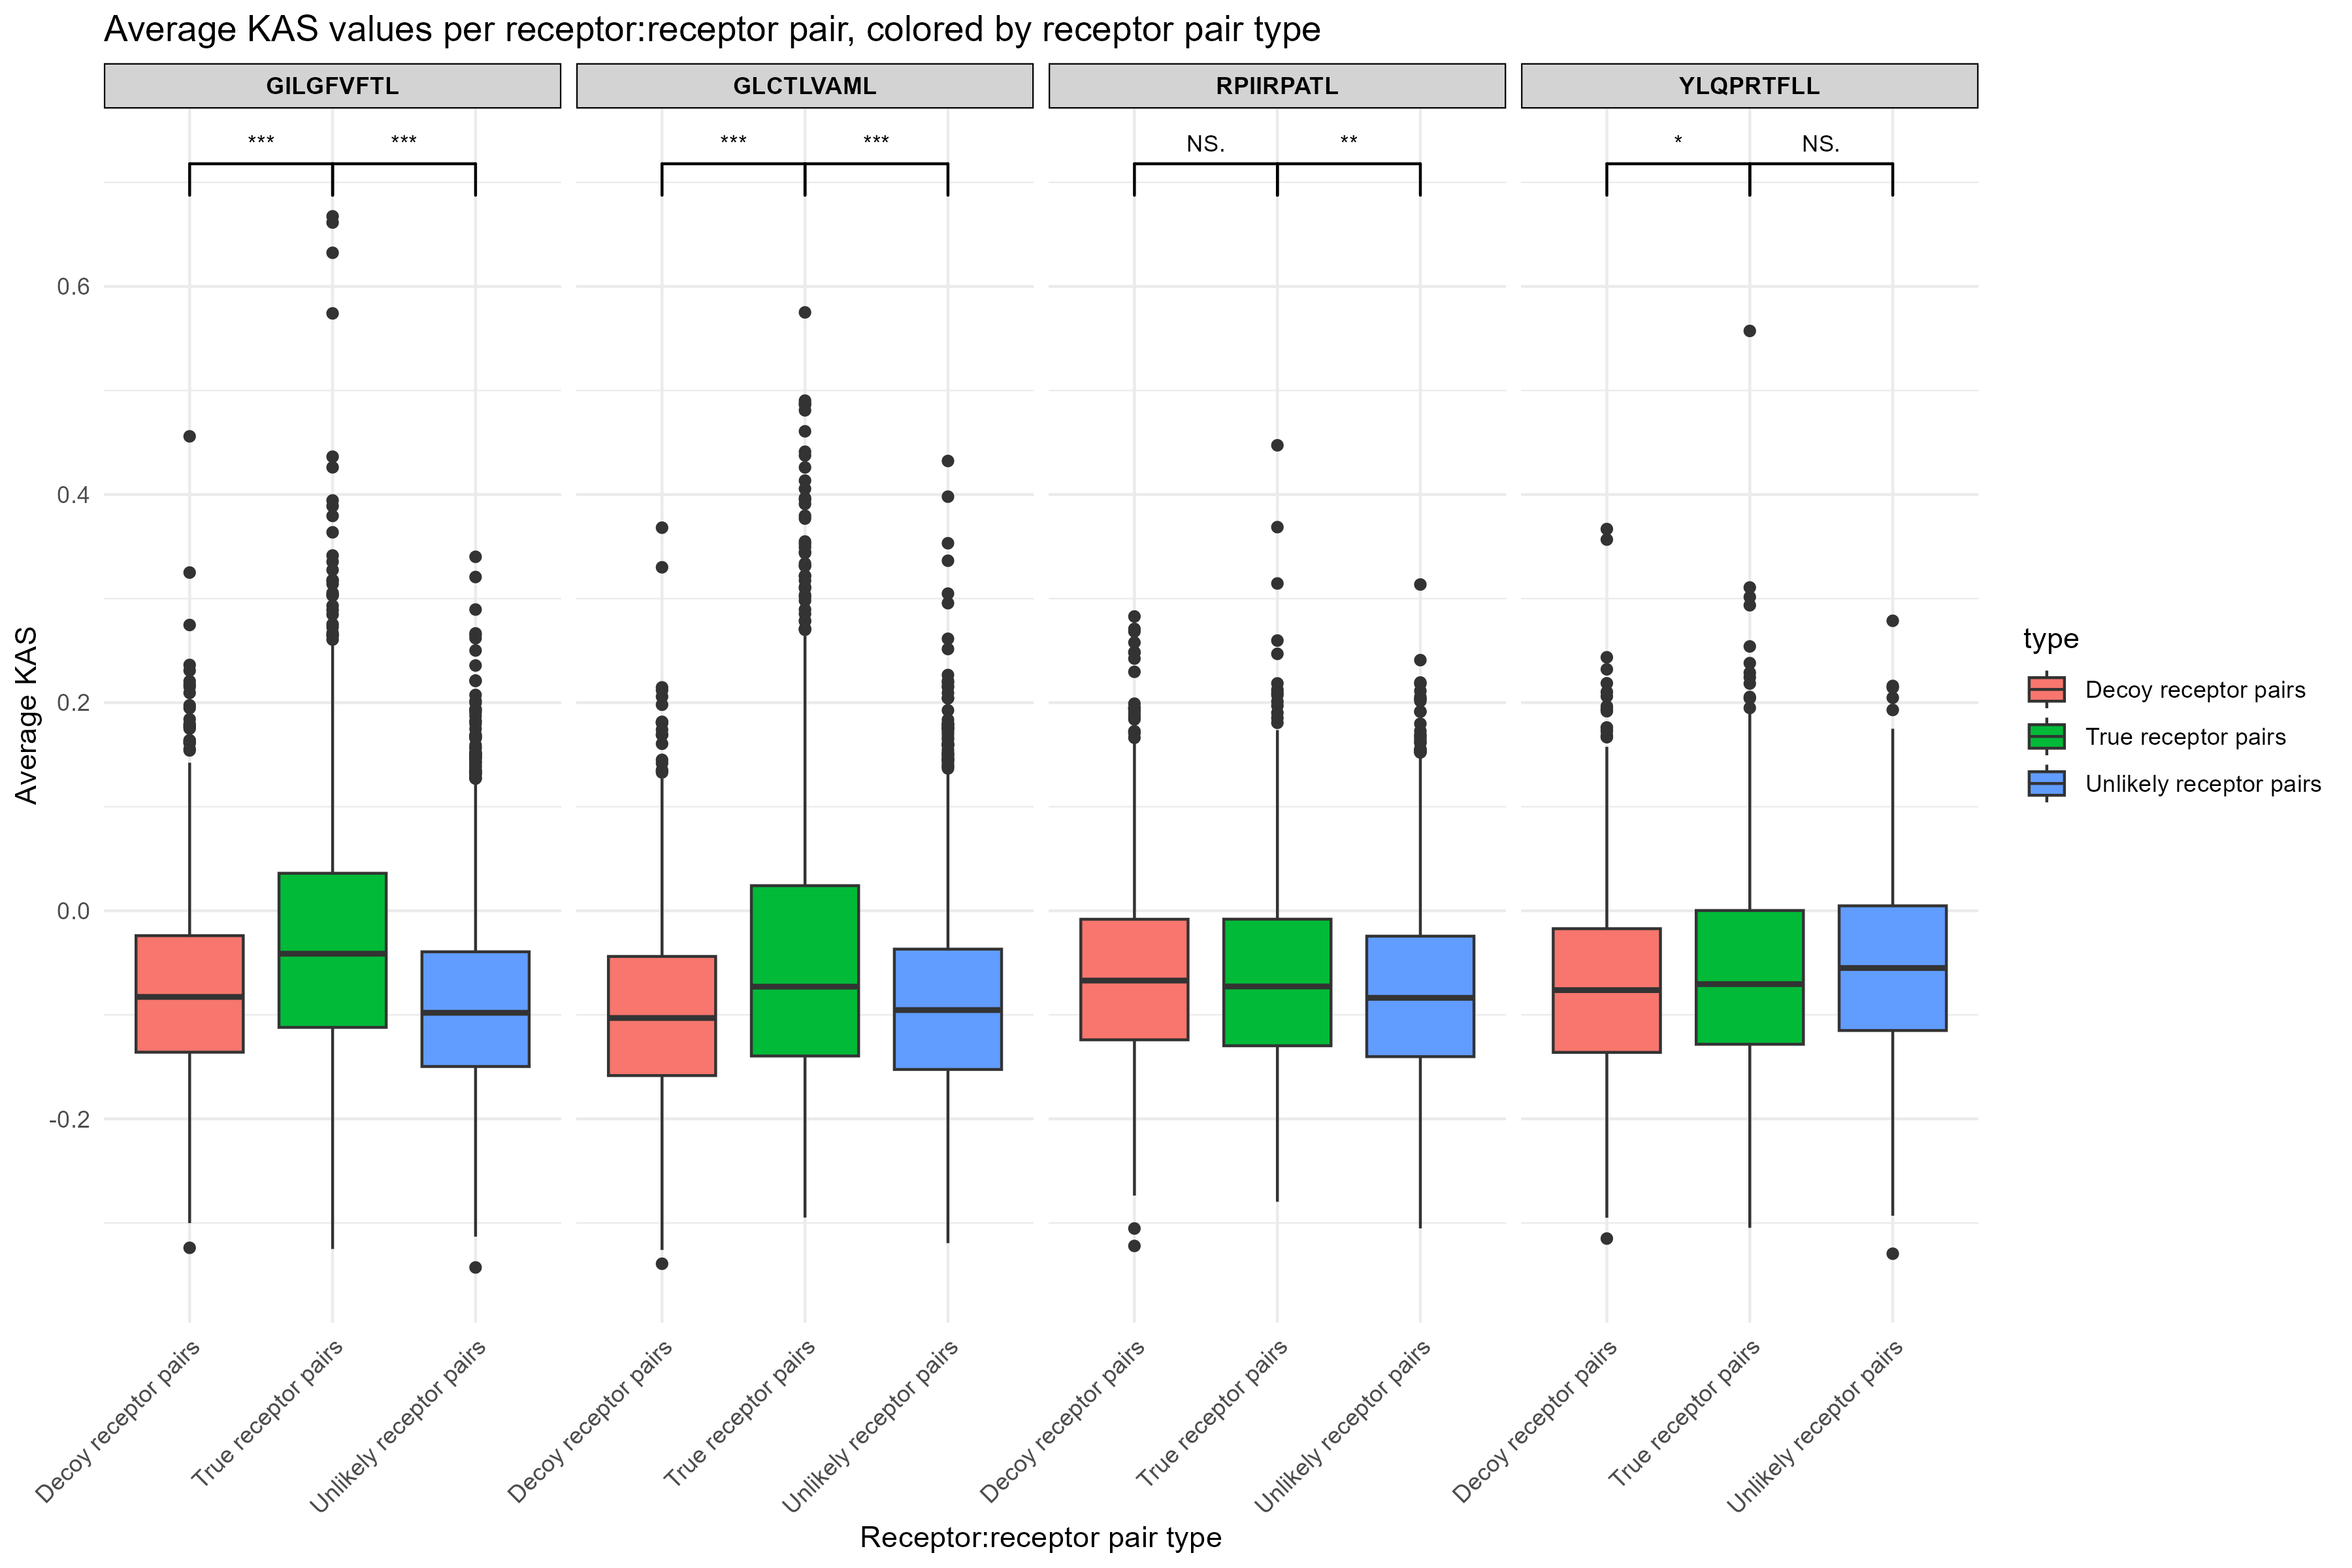 Average KAS values per receptor:receptor pair, colored by receptor pair type
GILGFVFTL GLCTLVAML RPIIRPATL YLQPRTFLL
*** *** *** *** NS. ** * NS.
0.6
0.4
0.2
0.0
-0.2
Average KAS
type
Decoy receptor pairs
True receptor pairs
Unlikely receptor pairs
Decoy receptor pairs
True receptor pairs
Unlikely receptor pairs
Decoy receptor pairs
True receptor pairs
Unlikely receptor pairs
Decoy receptor pairs
True receptor pairs
Unlikely receptor pairs
Decoy receptor pairs
True receptor pairs
Unlikely receptor pairs
Receptor:receptor pair type